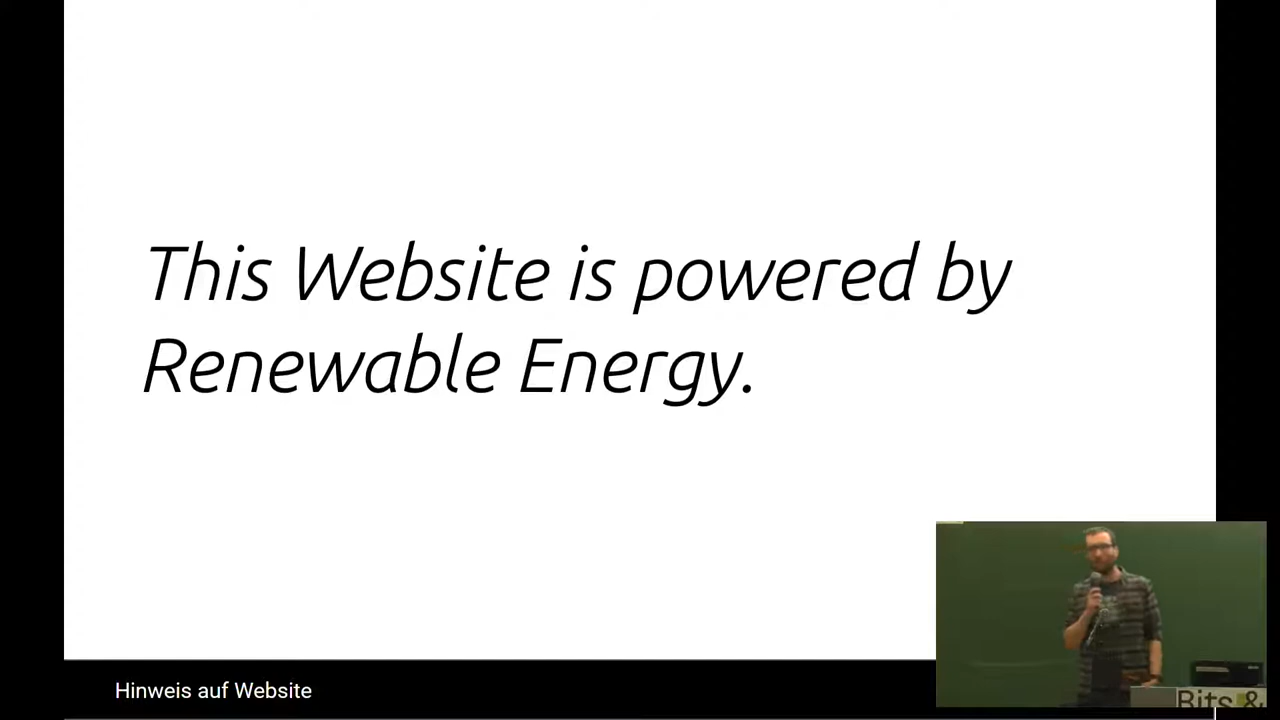 This Website is powered by
Renewable Energy.
Hinweis auf Website
Bits &